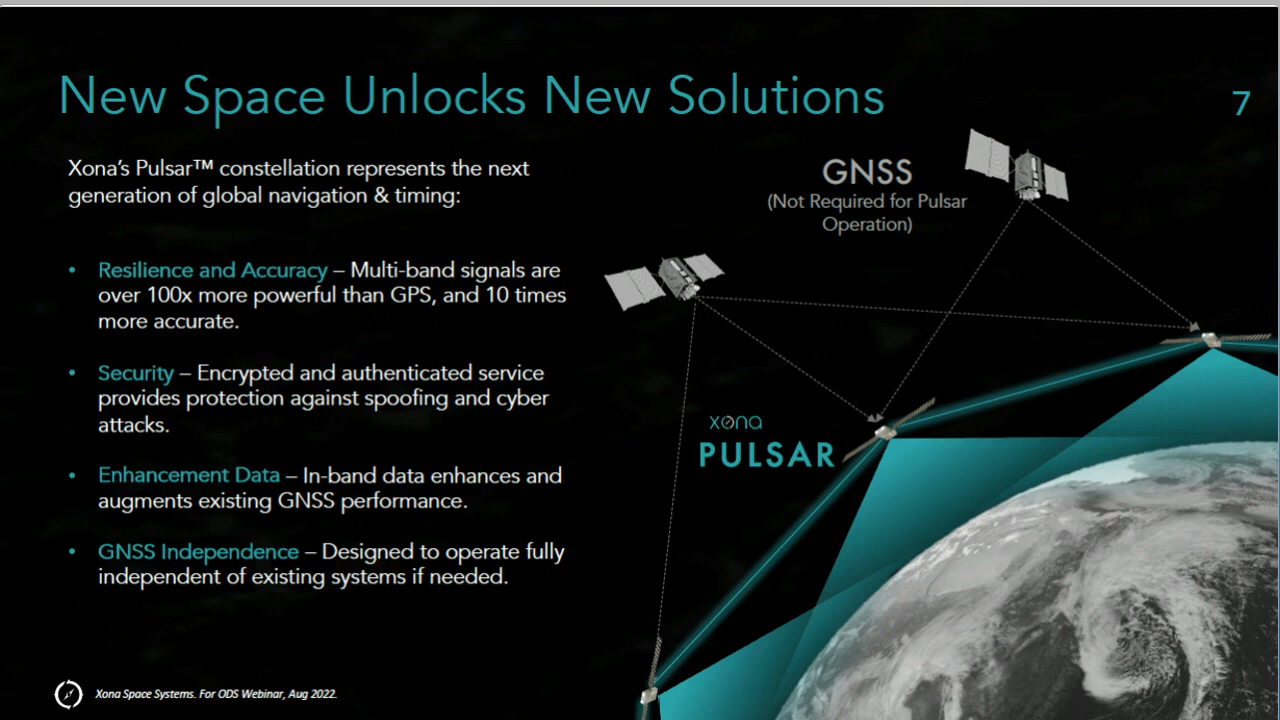 New Space Unlocks New Solutions
7
Xona's Pulsar™ constellation represents the next
generation of global navigation & timing:
• Resilience and Accuracy – Multi-band signals are
over 100x more powerful than GPS, and 10 times
more accurate.
• Security – Encrypted and authenticated service
provides protection against spoofing and cyber
attacks.
• Enhancement Data – In-band data enhances and
augments existing GNSS performance.
• GNSS Independence – Designed to operate fully
independent of existing systems if needed.
GNSS
(Not Required for Pulsar
Operation)
xona
PULSAR
Xona Space Systems. For ODS Webinar, Aug 2022.